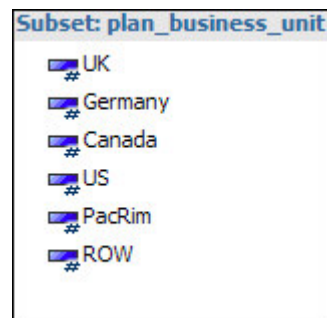 Subset: plan_business_unit
UK
Germany
Canada
US
PacRim
ROW